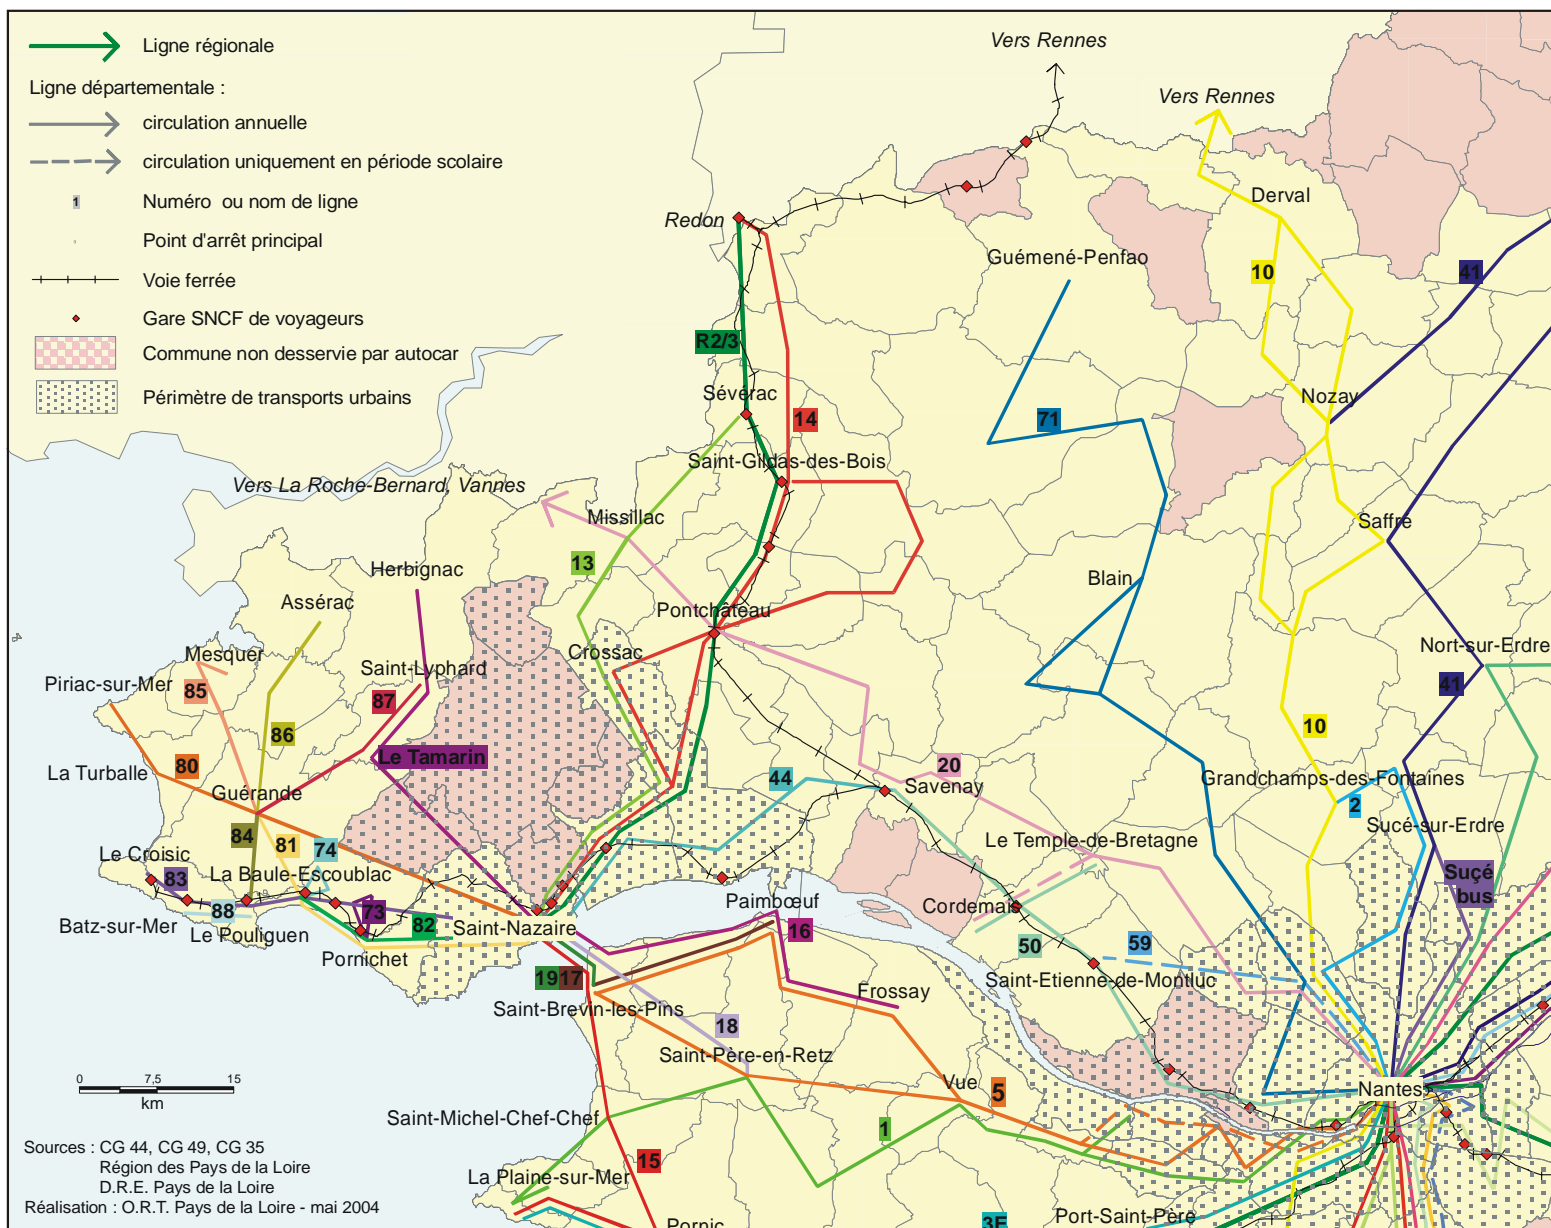 Ligne régionale
Ligne départementale :
circulation annuelle
circulation uniquement en période scolaire
1 Numéro ou nom de ligne
Point d'arrêt principal
Voie ferrée
Gare SNCF de voyageurs
Commune non desservie par autocar
Périmètre de transports urbains
Vers Rennes
Vers Rennes
Derval
Redon
Guémené-Penfao
10
41
R2/3
Sévérac
Nozay
14
71
Saint-Gildas-des-Bois
Vers La Roche-Bernard, Vannes
Missillac
Saffre
13
Herbignac
Blain
Assérac
Pontchâteau
Crossac
Nort-sur-Erdre
Mesquer
Saint-Lyphard
Piriac-sur-Mer
85
87
41
86
10
Le Tamarin
80
La Turballe
20
44
Grandchamps-des-Fontaines
Savenay
Guérande
2
Sucé-sur-Erdre
84
81
74
Le Temple-de-Bretagne
Le Croisic
La Baule-Escoublac
Suçé
bus
83
Paimbœuf
Cordemais
88
73
82
Batz-sur-Mer
Le Pouliguen
Saint-Nazaire
16
Pornichet
50
59
19
17
Saint-Etienne-de-Montluc
Frossay
Saint-Brevin-les-Pins
18
Saint-Père-en-Retz
Vue
5
Nantes
0 7,5 15
km
Saint-Michel-Chef-Chef
1
Sources : CG 44, CG 49, CG 35
Région des Pays de la Loire
D.R.E. Pays de la Loire
Réalisation : O.R.T. Pays de la Loire - mai 2004
15
La Plaine-sur-Mer
Pornic
3E
Port-Saint-Père